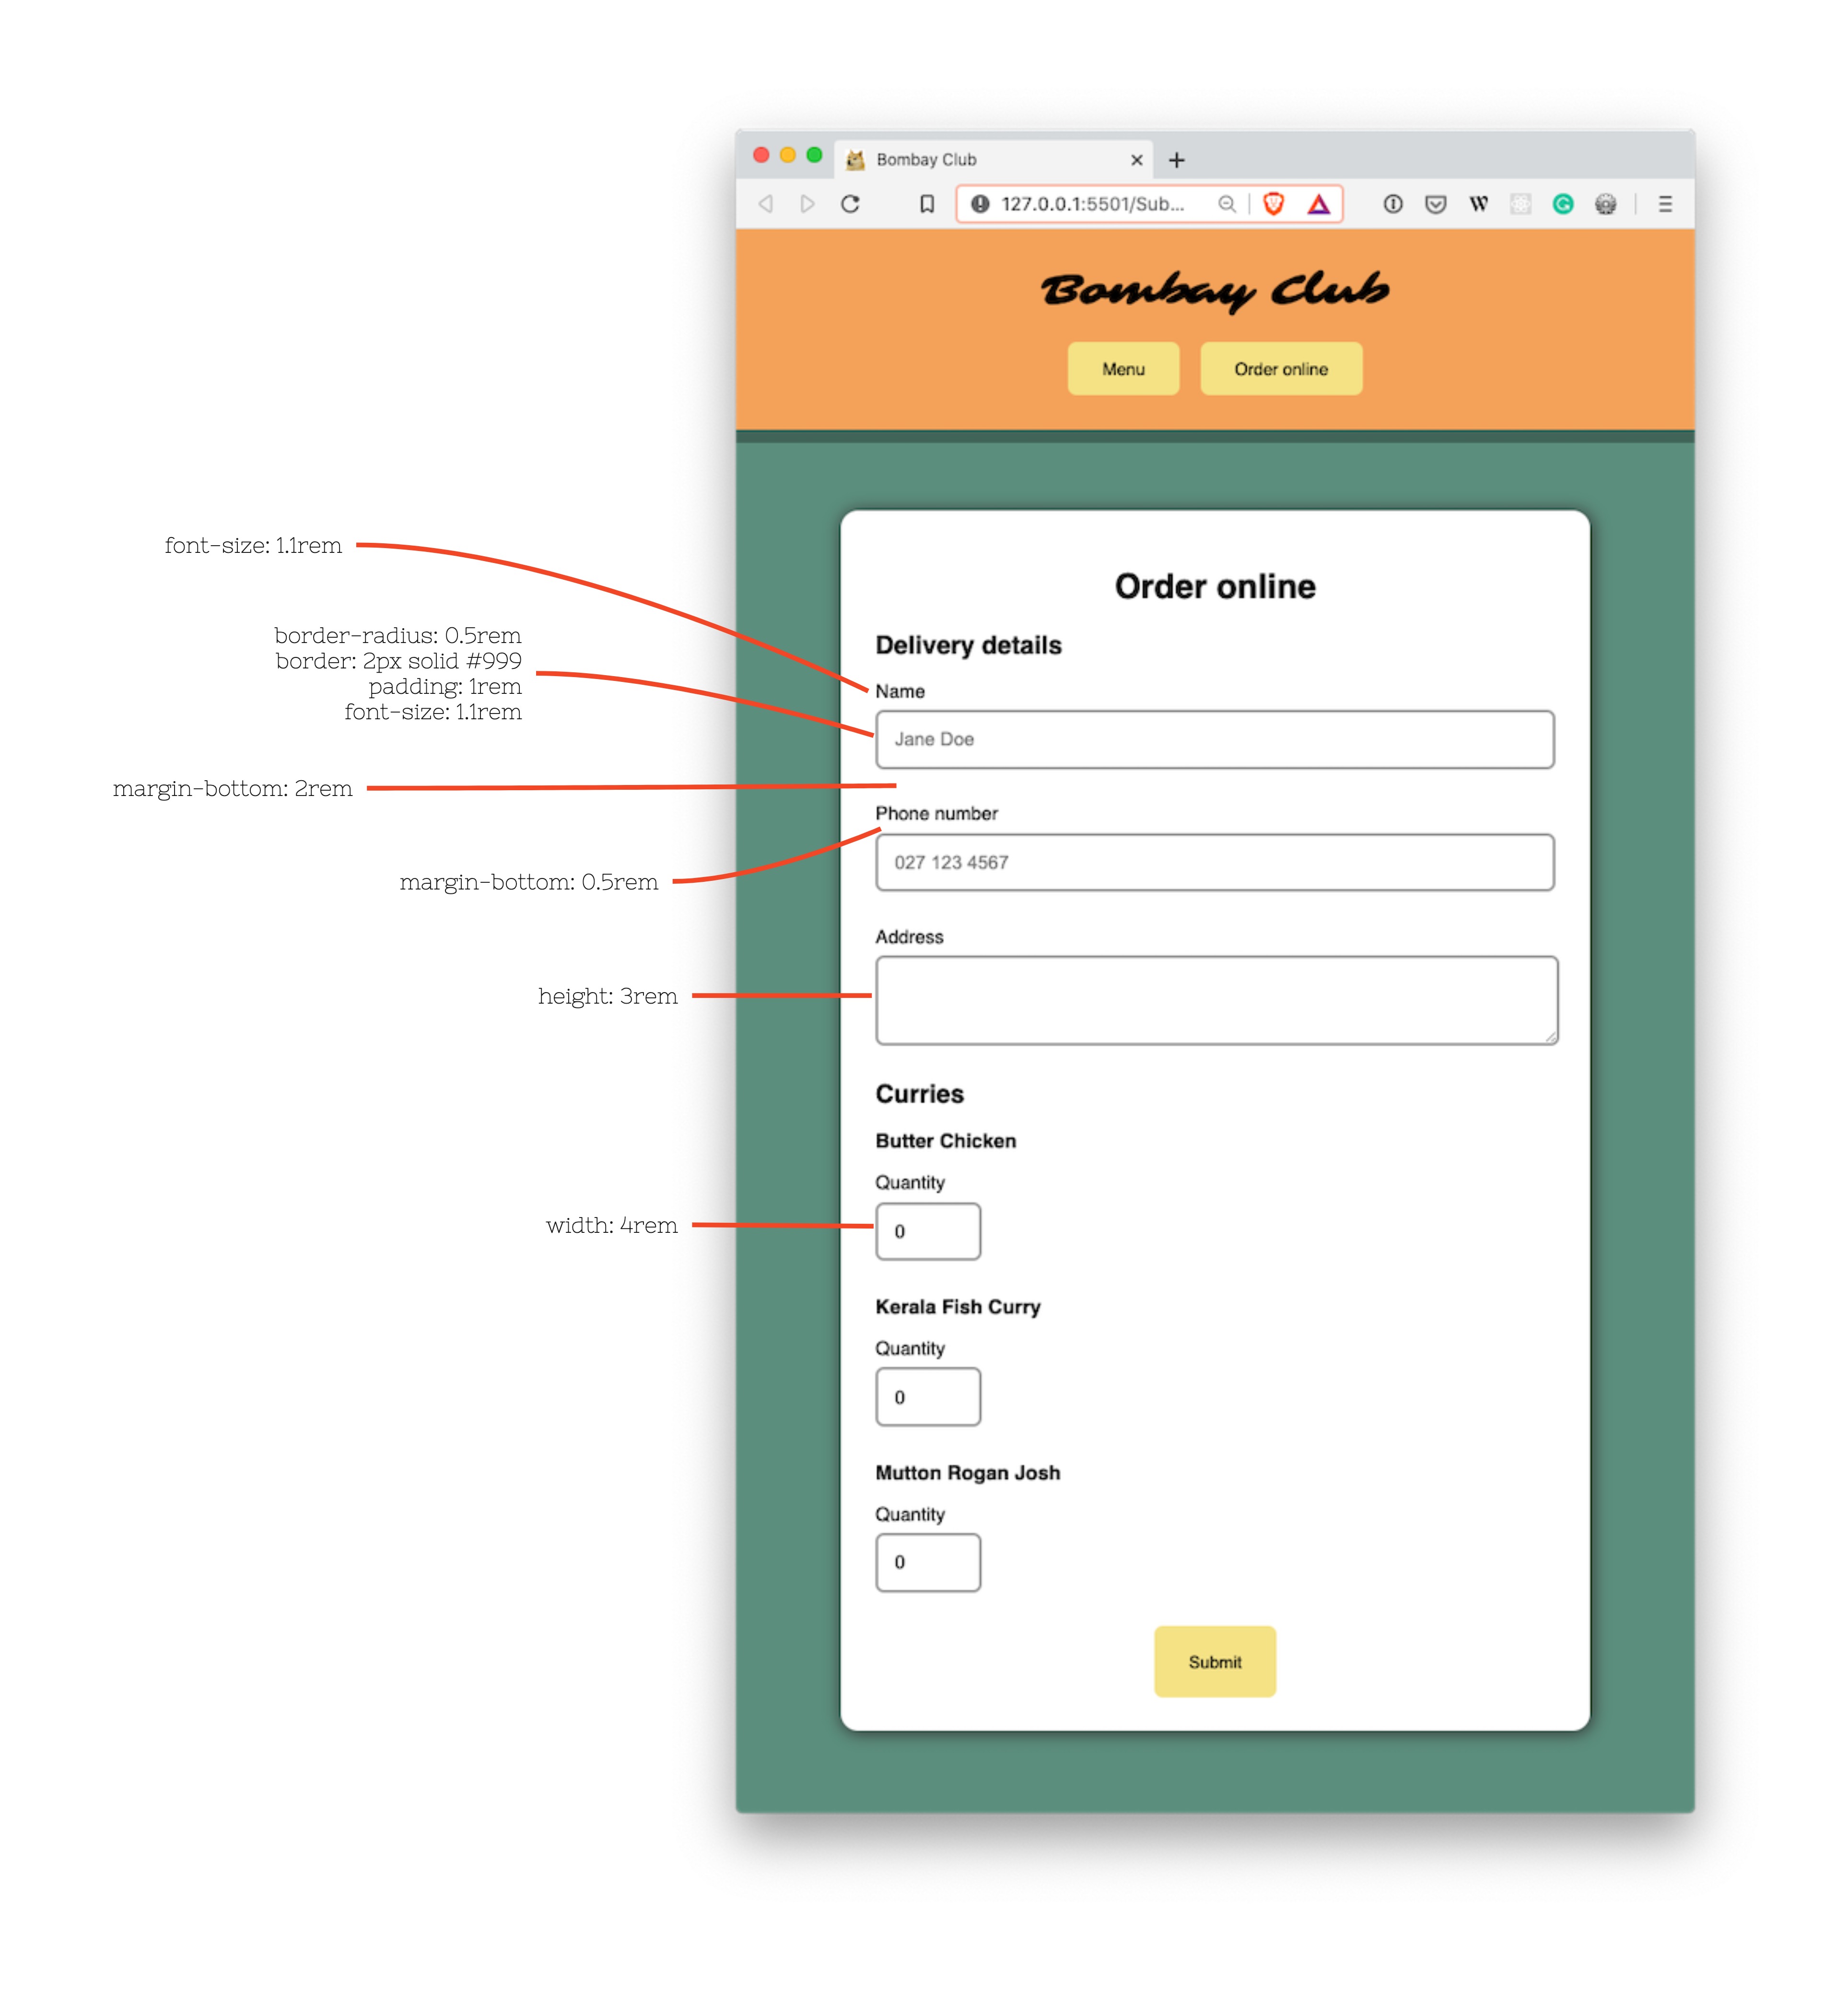 Bombay Club
127.0.0.1:5501/Sub...
W
Bombay Club
Menu
Order online
font-size: 1.1rem
border-radius: 0.5rem
border: 2px solid #999
padding: 1rem
font-size: 1.1rem
margin-bottom: 2rem
margin-bottom: 0.5rem
height: 3rem
width: 4rem
Order online
Delivery details
Name
Jane Doe
Phone number
027 123 4567
Address
Curries
Butter Chicken
Quantity
0
Kerala Fish Curry
Quantity
0
Mutton Rogan Josh
Quantity
0
Submit